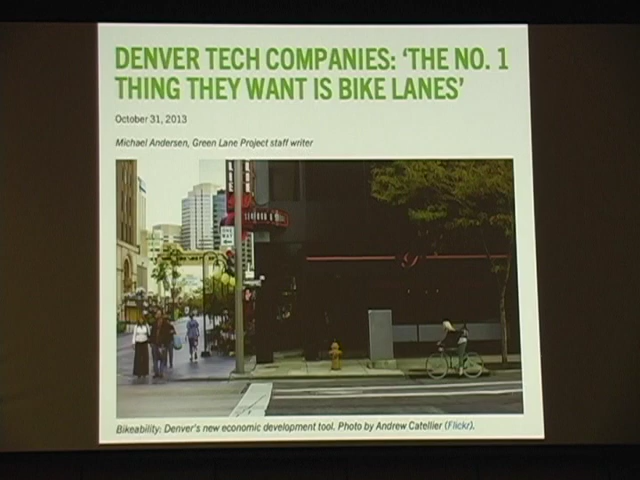 DENVER TECH COMPANIES: ‘THE NO. 1
THING THEY WANT IS BIKE LANES’
October 31, 2013
Michael Andersen, Green Lane Project staff writer
Bikeability: Denver's new economic development tool. Photo by Andrew Catellier (Flickr).